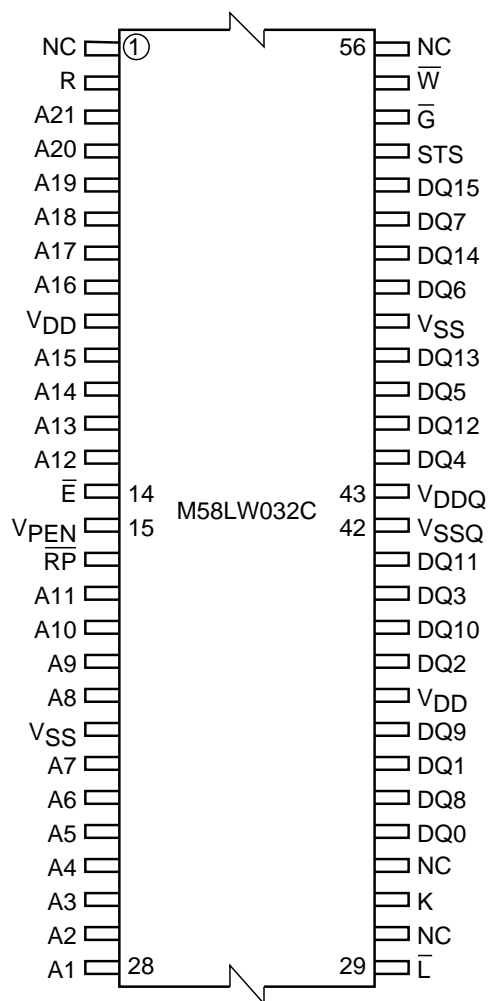 NC 1 56 NC
R W̅
A21 G̅
A20 STS
A19 DQ15
A18 DQ7
A17 DQ14
A16 DQ6
VDD VSS
A15 DQ13
A14 DQ5
A13 DQ12
A12 DQ4
E̅ 14 43 VDDQ
M58LW032C
VPEN 15 42 VSSQ
R̅P̅ DQ11
A11 DQ3
A10 DQ10
A9 DQ2
A8 VDD
VSS DQ9
A7 DQ1
A6 DQ8
A5 DQ0
A4 NC
A3 K
A2 NC
A1 28 29 L̅